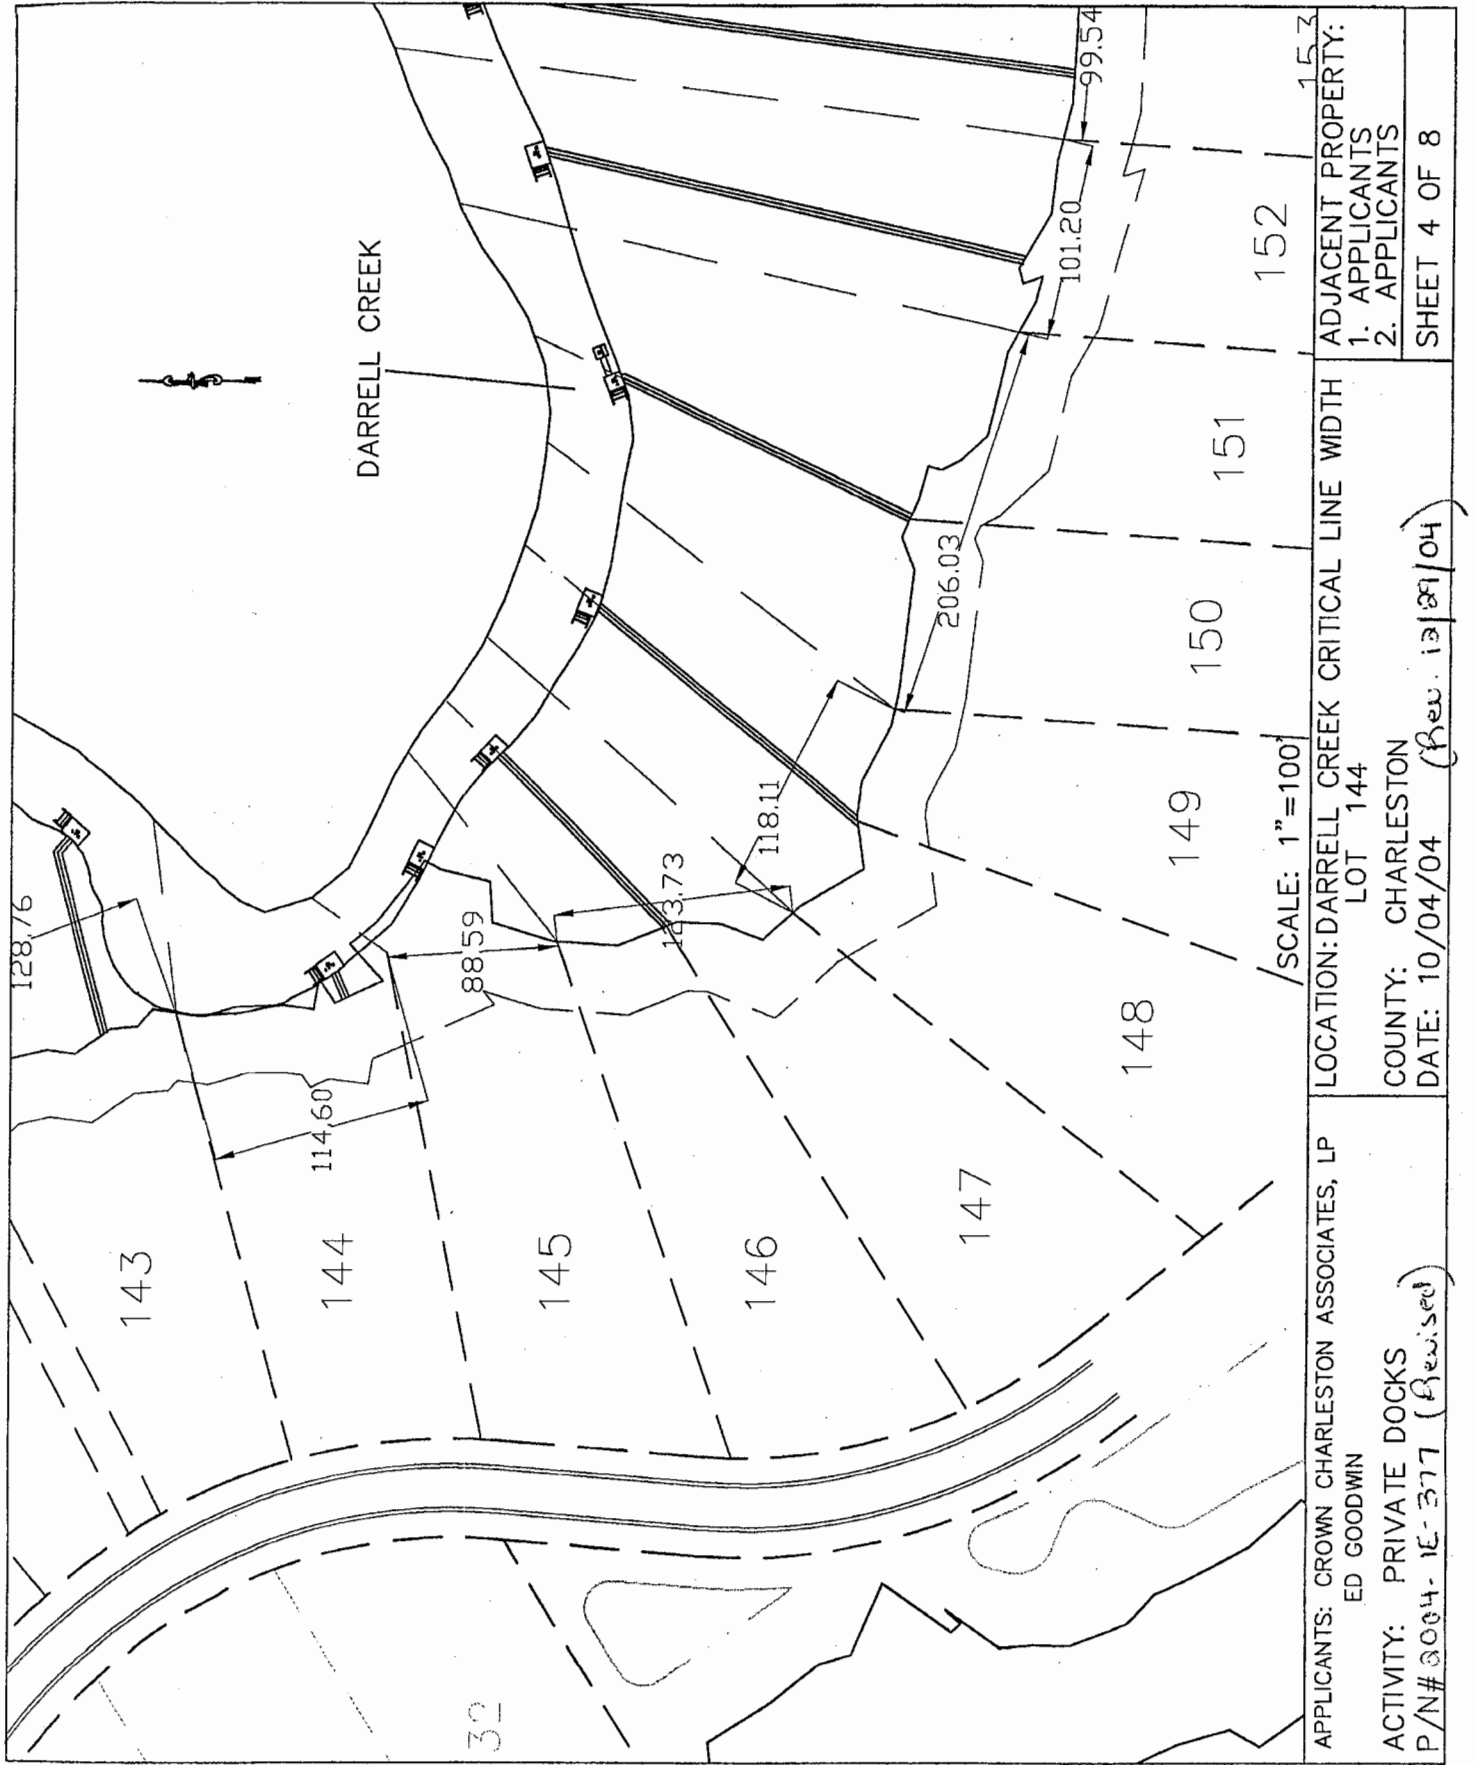 DARRELL CREEK
128.76
114.60
88.59
123.73
118.11
206.03
101.20
99.54
143
144
145
146
147
148
149
150
151
152
153
32
SCALE: 1"=100'
APPLICANTS: CROWN CHARLESTON ASSOCIATES, LP
ED GOODWIN
ACTIVITY: PRIVATE DOCKS
P/N# 2004-1E-377 (Revised)
LOCATION: DARRELL CREEK CRITICAL LINE WIDTH
LOT 144
COUNTY: CHARLESTON
DATE: 10/04/04 (Rev. 12/29/04)
ADJACENT PROPERTY:
1. APPLICANTS
2. APPLICANTS
SHEET 4 OF 8